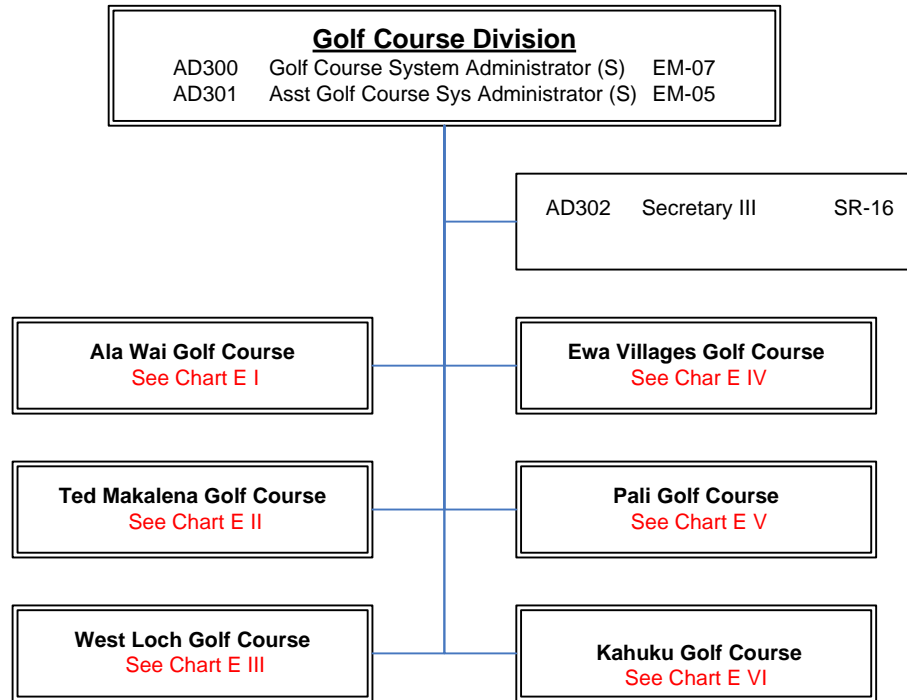 Golf Course Division
AD300 Golf Course System Administrator (S) EM-07
AD301 Asst Golf Course Sys Administrator (S) EM-05
AD302 Secretary III SR-16
Ala Wai Golf Course
See Chart E I
Ewa Villages Golf Course
See Char E IV
Ted Makalena Golf Course
See Chart E II
Pali Golf Course
See Chart E V
West Loch Golf Course
See Chart E III
Kahuku Golf Course
See Chart E VI